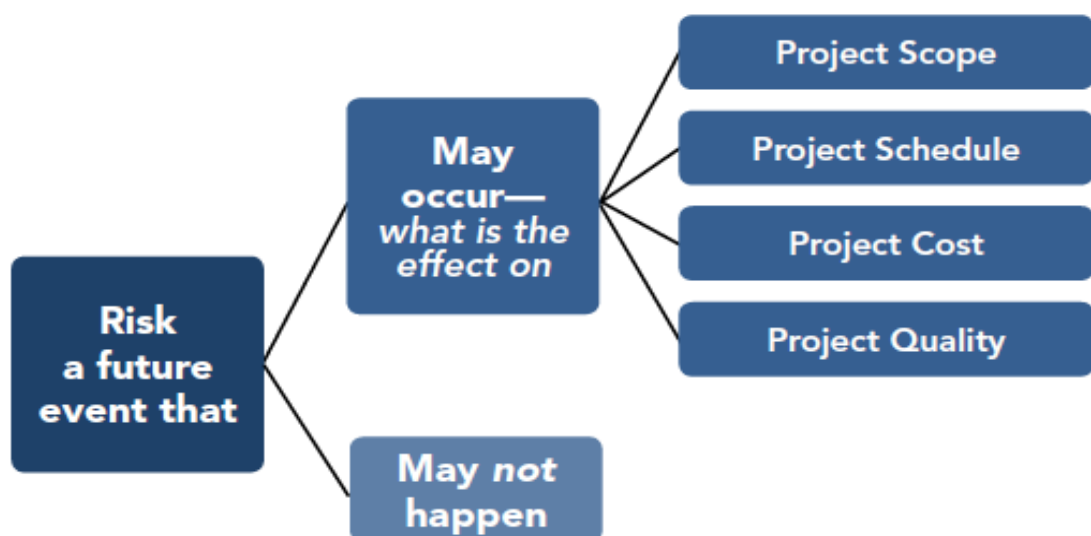 Risk
a future
event that
May
occur—
what is the
effect on
May not
happen
Project Scope
Project Schedule
Project Cost
Project Quality